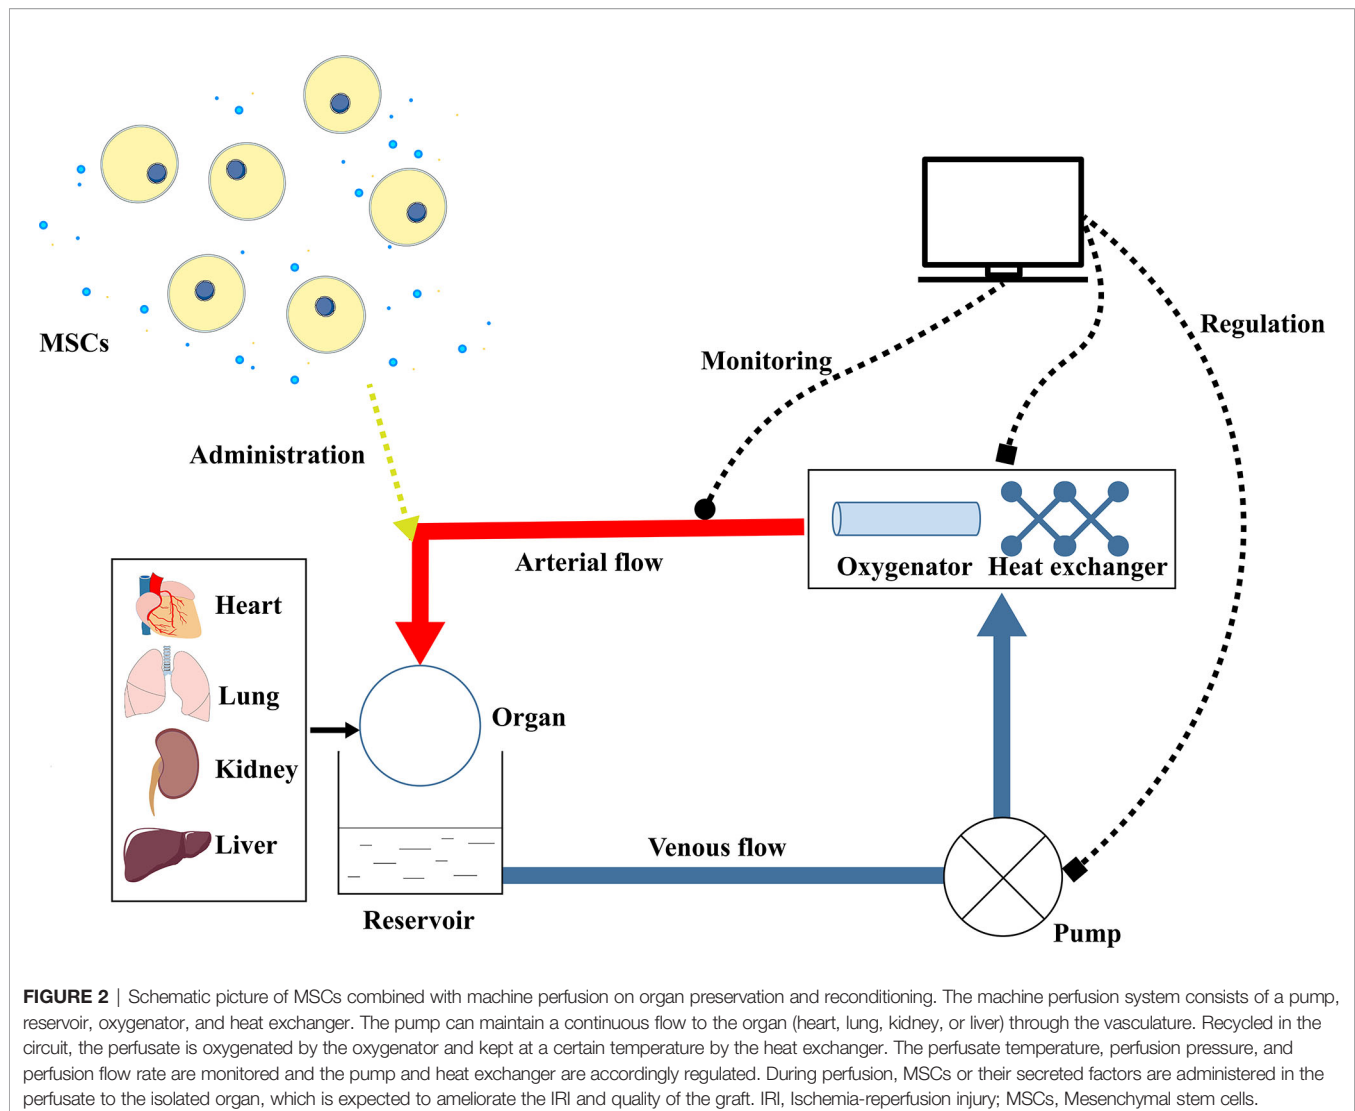 MSCs
Regulation
Monitoring
Administration
Arterial flow
Oxygenator
Heat exchanger
Heart
Lung
Kidney
Liver
Organ
Venous flow
Reservoir
Pump
FIGURE 2 | Schematic picture of MSCs combined with machine perfusion on organ preservation and reconditioning. The machine perfusion system consists of a pump,
reservoir, oxygenator, and heat exchanger. The pump can maintain a continuous flow to the organ (heart, lung, kidney, or liver) through the vasculature. Recycled in the
circuit, the perfusate is oxygenated by the oxygenator and kept at a certain temperature by the heat exchanger. The perfusate temperature, perfusion pressure, and
perfusion flow rate are monitored and the pump and heat exchanger are accordingly regulated. During perfusion, MSCs or their secreted factors are administered in the
perfusate to the isolated organ, which is expected to ameliorate the IRI and quality of the graft. IRI, Ischemia-reperfusion injury; MSCs, Mesenchymal stem cells.